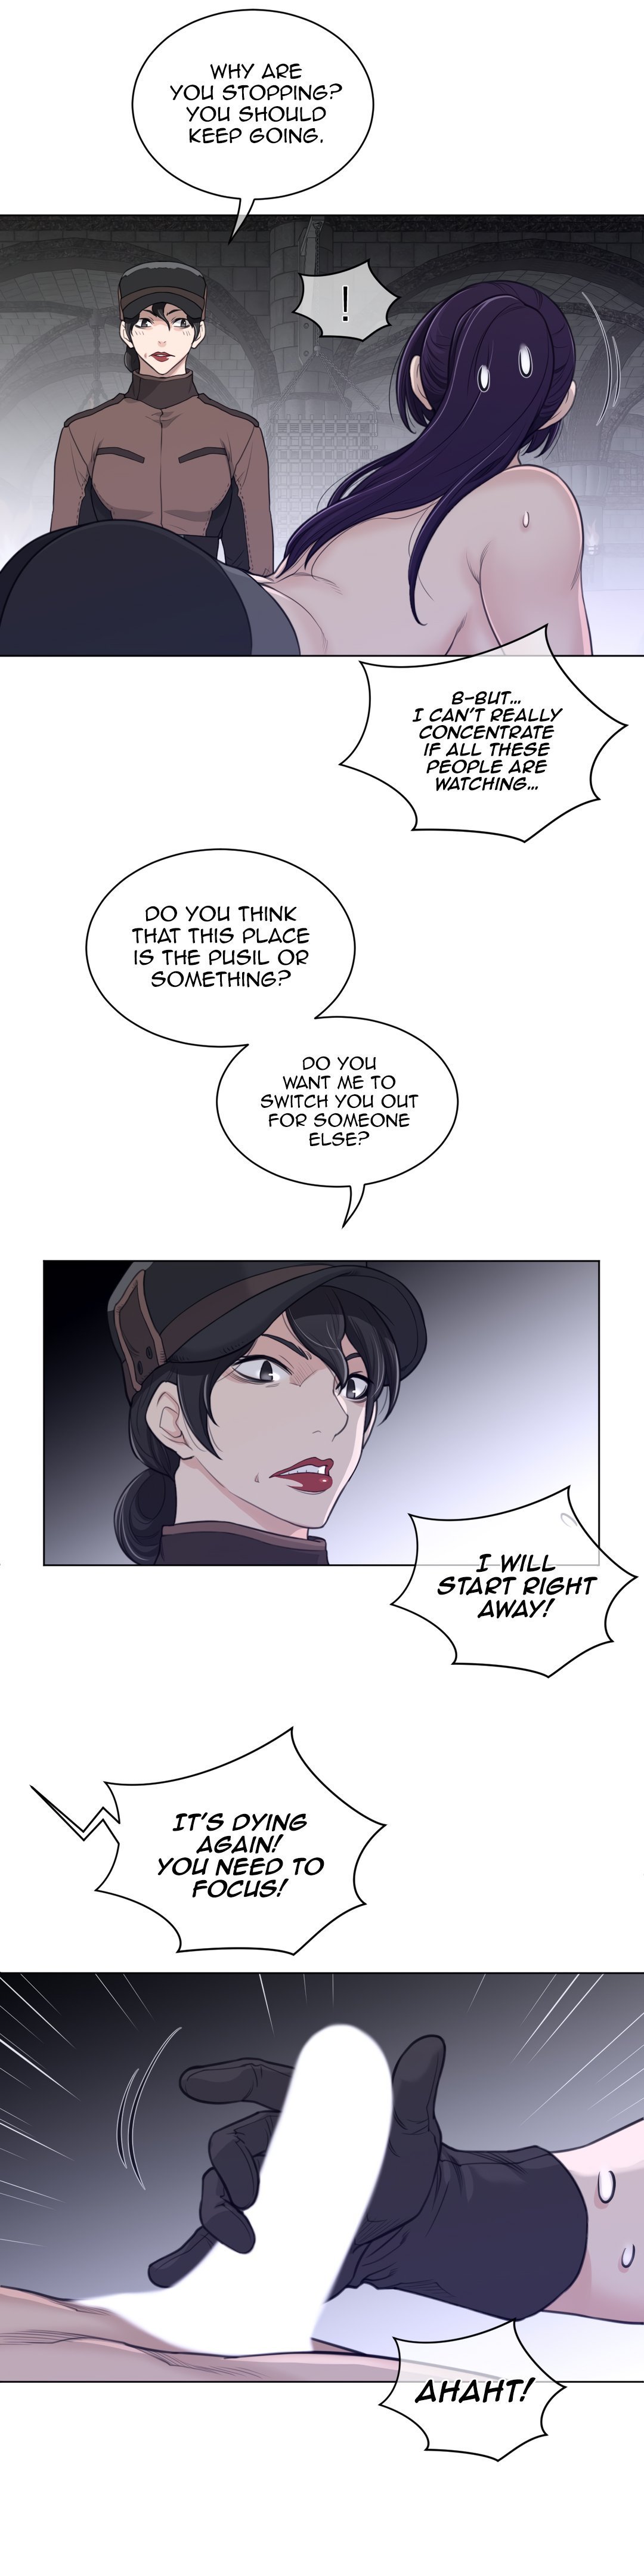 WHY ARE
YOU STOPPING?
YOU SHOULD
KEEP GOING.
!
B-BUT...
I CAN'T REALLY
CONCENTRATE
IF ALL THESE
PEOPLE ARE
WATCHING...
DO YOU THINK
THAT THIS PLACE
IS THE PUSIL OR
SOMETHING?
DO YOU
WANT ME TO
SWITCH YOU OUT
FOR SOMEONE
ELSE?
I WILL
START RIGHT
AWAY!
IT'S DYING
AGAIN!
YOU NEED TO
FOCUS!
AHAHT!